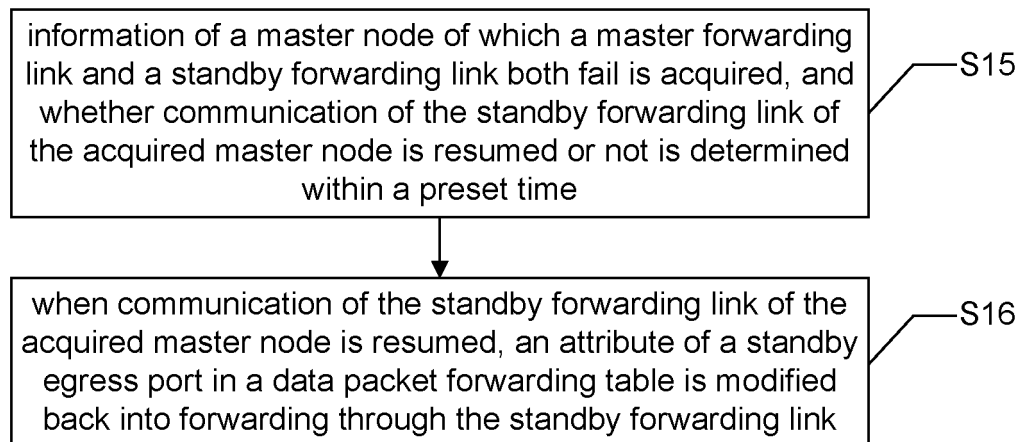 information of a master node of which a master forwarding
link and a standby forwarding link both fail is acquired, and
whether communication of the standby forwarding link of
the acquired master node is resumed or not is determined
within a preset time
S15
when communication of the standby forwarding link of the
acquired master node is resumed, an attribute of a standby
egress port in a data packet forwarding table is modified
back into forwarding through the standby forwarding link
S16